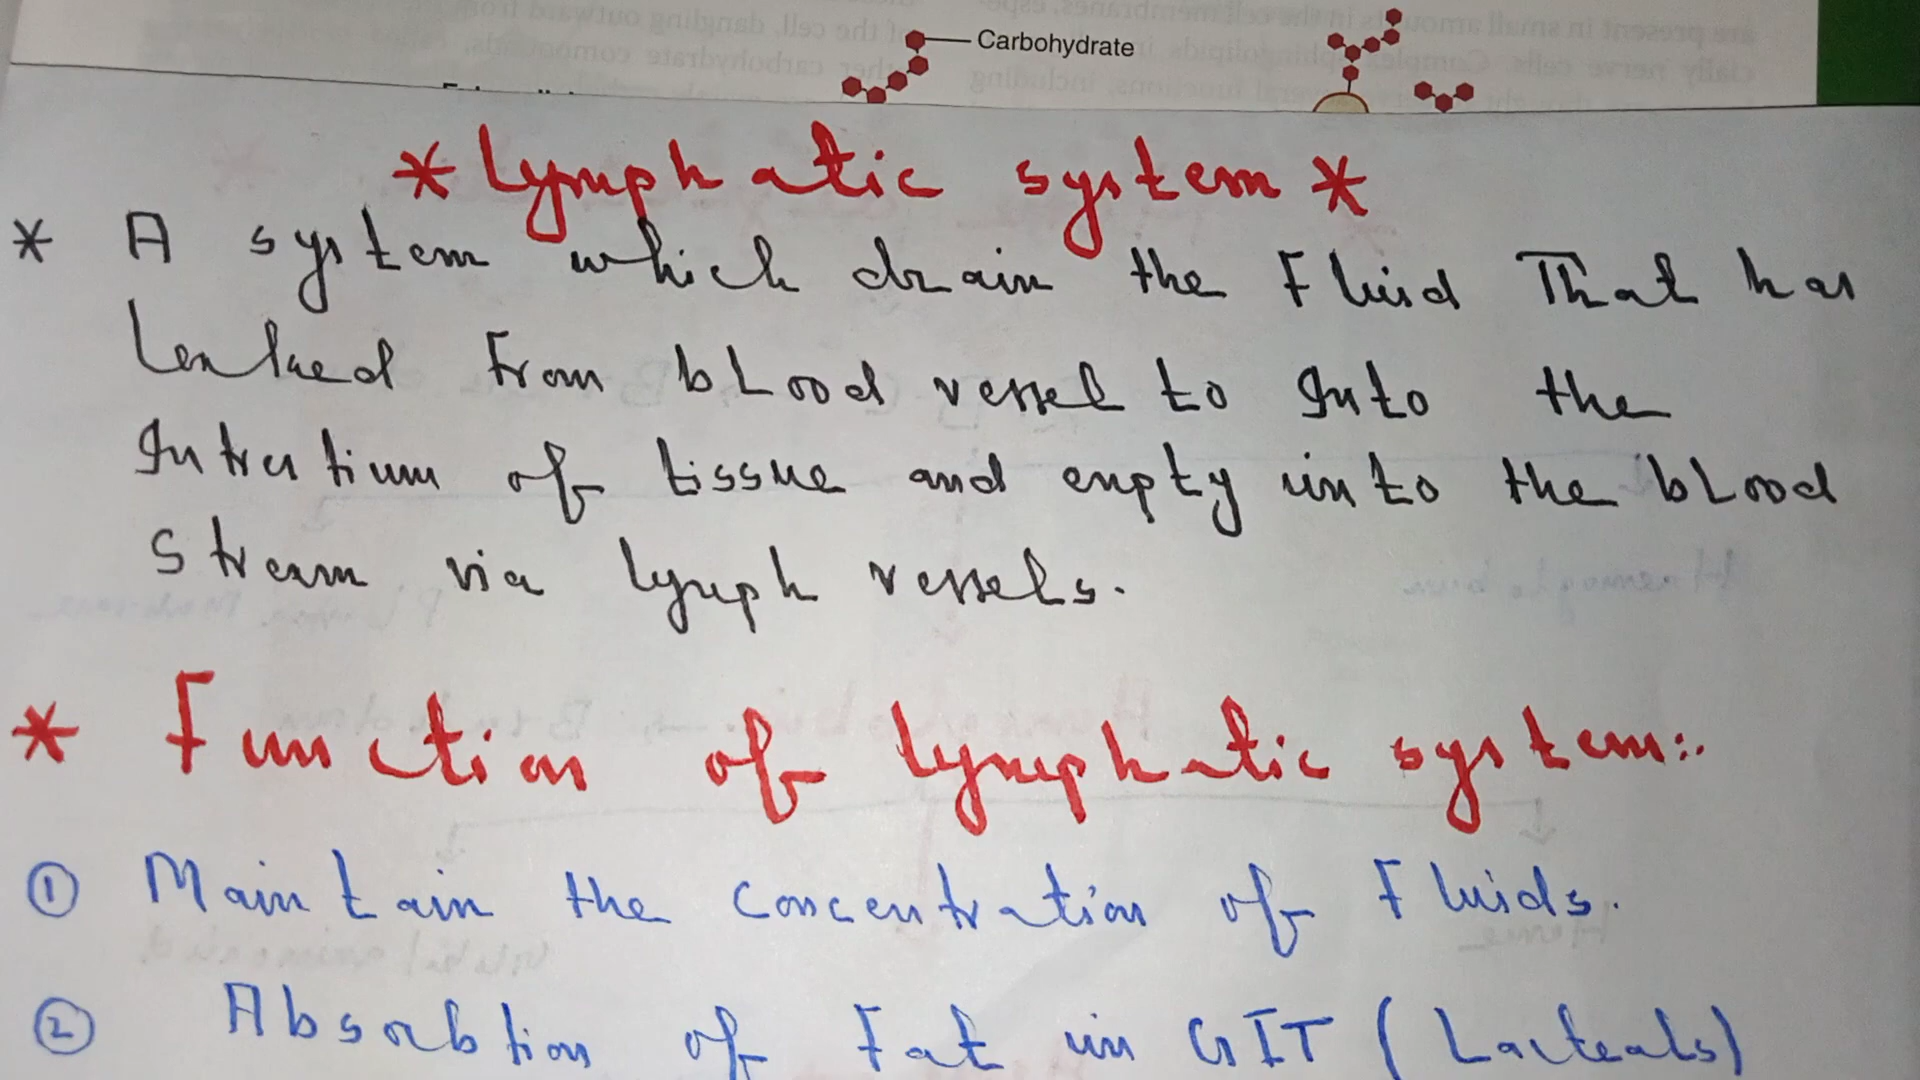 Carbohydrate
* Lymphatic system *
* A system which drain the Fluid That has
Leaked From bLood vessel to Into the
Intrestium of tissue and empty into the bLood
Stream via lymph vessels.
* Function of lymphatic system:.
① Maintain the concentration of Fluids.
② Absorbtion of Fat in GIT (Lacteals)